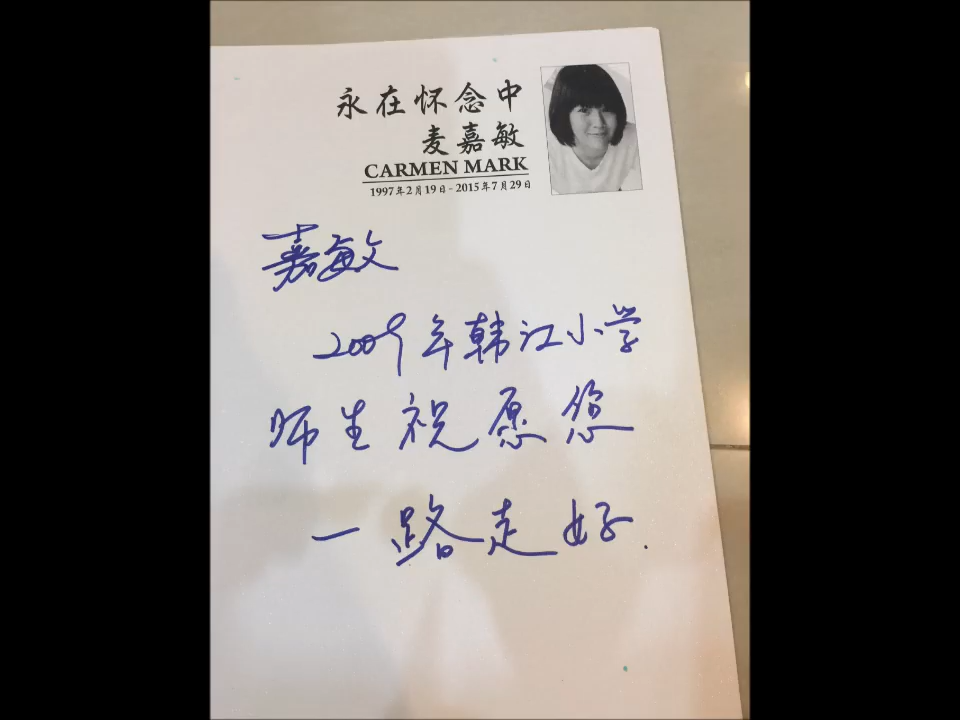 永在怀念中
麦嘉敏
CARMEN MARK
1997年2月19日 - 2015年7月29日
嘉敏
2009年韩江小学
师生祝愿您
一路走好.